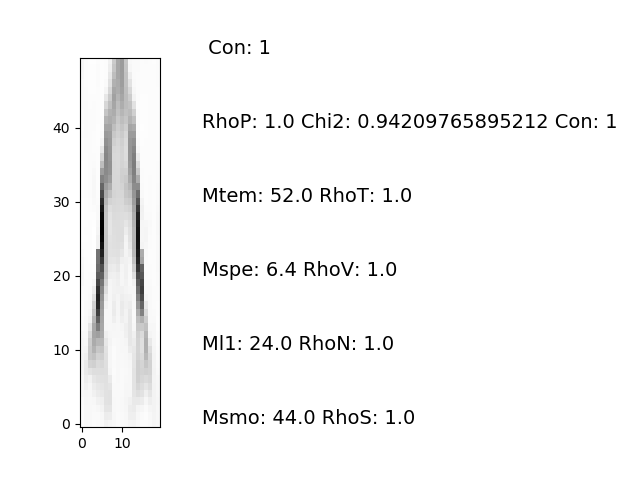 Con: 1
RhoP: 1.0 Chi2: 0.94209765895212 Con: 1
40
Mtem: 52.0 RhoT: 1.0
30
Mspe: 6.4 RhoV: 1.0
20
Ml1: 24.0 RhoN: 1.0
10
Msmo: 44.0 RhoS: 1.0
0
0 10